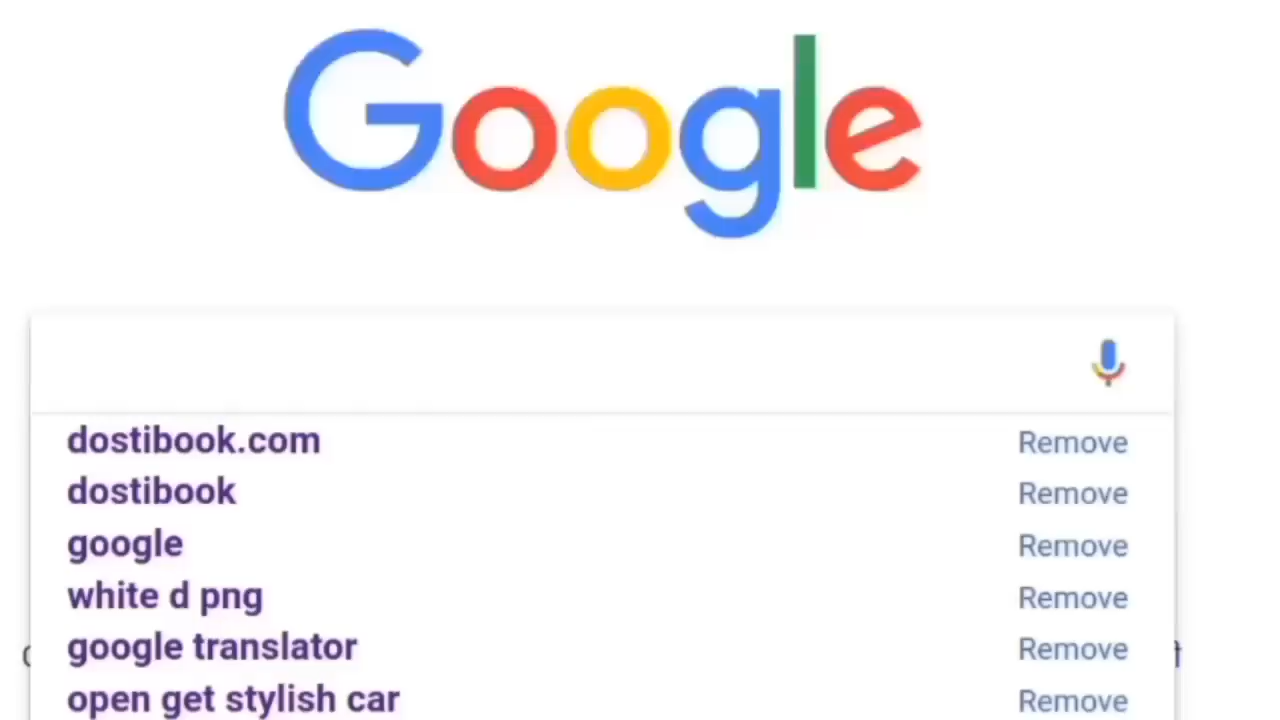 Google
dostibook.com Remove
dostibook Remove
google Remove
white d png Remove
google translator Remove
open get stylish car Remove